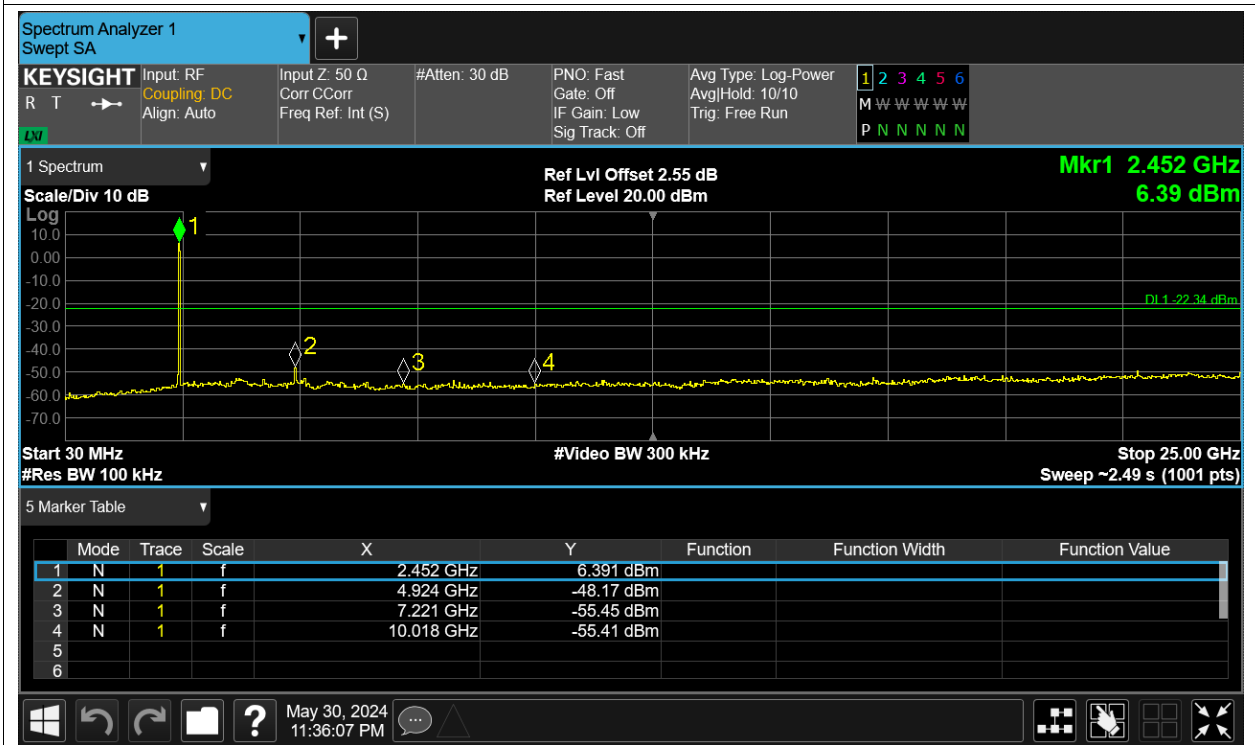 Spectrum Analyzer 1
Swept SA
+
KEYSIGHT Input: RF Input Z: 50 Ω #Atten: 30 dB PNO: Fast Avg Type: Log-Power 1 2 3 4 5 6
R T Coupling: DC Corr CCorr Gate: Off Avg|Hold: 10/10 M W W W W W W
Align: Auto Freq Ref: Int (S) IF Gain: Low Trig: Free Run
LXI Sig Track: Off P N N N N N N
1 Spectrum Ref Lvl Offset 2.55 dB Mkr1 2.452 GHz
Scale/Div 10 dB Ref Level 20.00 dBm 6.39 dBm
Log
1
10.0
0.00
-10.0
-20.0 DL1 -22.34 dBm
-30.0
-40.0 2
3 4
-50.0
-60.0
-70.0
Start 30 MHz #Video BW 300 kHz Stop 25.00 GHz
#Res BW 100 kHz Sweep ~2.49 s (1001 pts)
5 Marker Table
Mode Trace Scale X Y Function Function Width Function Value
1 N 1 f 2.452 GHz 6.391 dBm
2 N 1 f 4.924 GHz -48.17 dBm
3 N 1 f 7.221 GHz -55.45 dBm
4 N 1 f 10.018 GHz -55.41 dBm
5
6
? May 30, 2024
11:36:07 PM